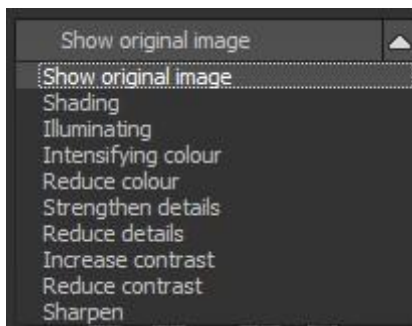 Show original image
Show original image
Shading
Illuminating
Intensifying colour
Reduce colour
Strengthen details
Reduce details
Increase contrast
Reduce contrast
Sharpen